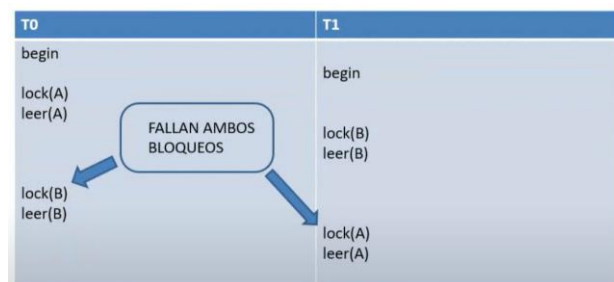 T0
T1
begin
begin
lock(A)
leer(A)
FALLAN AMBOS
BLOQUEOS
lock(B)
leer(B)
lock(B)
leer(B)
lock(A)
leer(A)